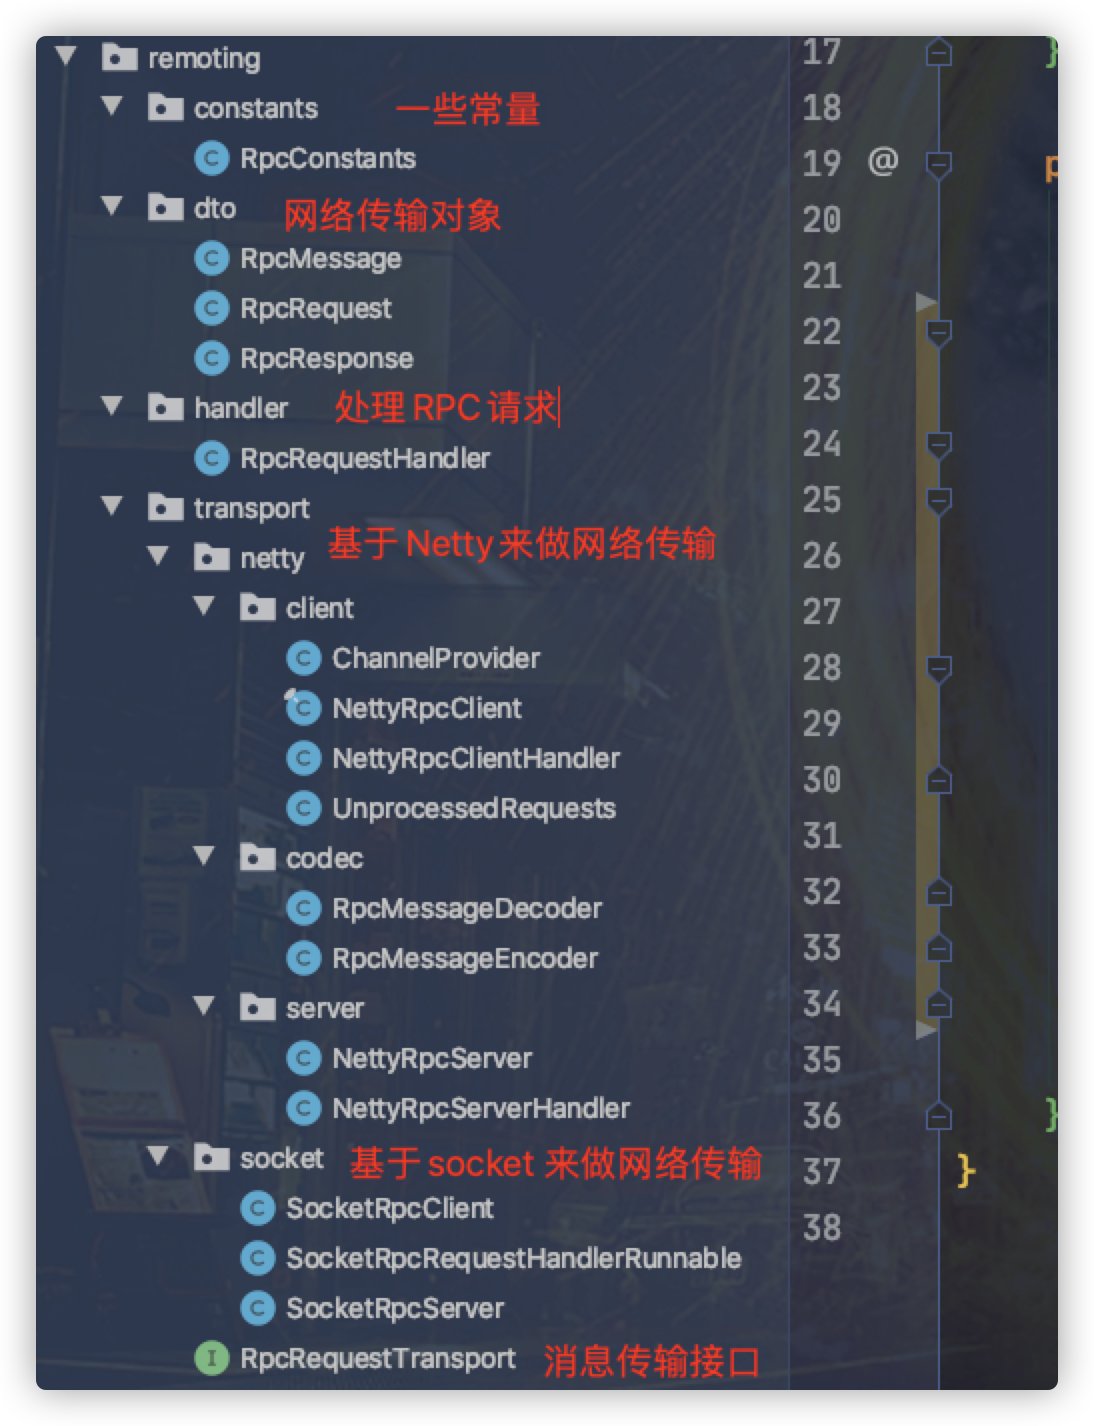 remoting
constants 一些常量
RpcConstants
dto 网络传输对象
RpcMessage
RpcRequest
RpcResponse
handler 处理 RPC 请求
RpcRequestHandler
transport
netty 基于 Netty 来做网络传输
client
ChannelProvider
NettyRpcClient
NettyRpcClientHandler
UnprocessedRequests
codec
RpcMessageDecoder
RpcMessageEncoder
server
NettyRpcServer
NettyRpcServerHandler
socket 基于 socket 来做网络传输
SocketRpcClient
SocketRpcRequestHandlerRunnable
SocketRpcServer
RpcRequestTransport 消息传输接口
17 }
18
19 @ p
20
21
22
23
24
25
26
27
28
29
30
31
32
33
34
35
36 }
37 }
38